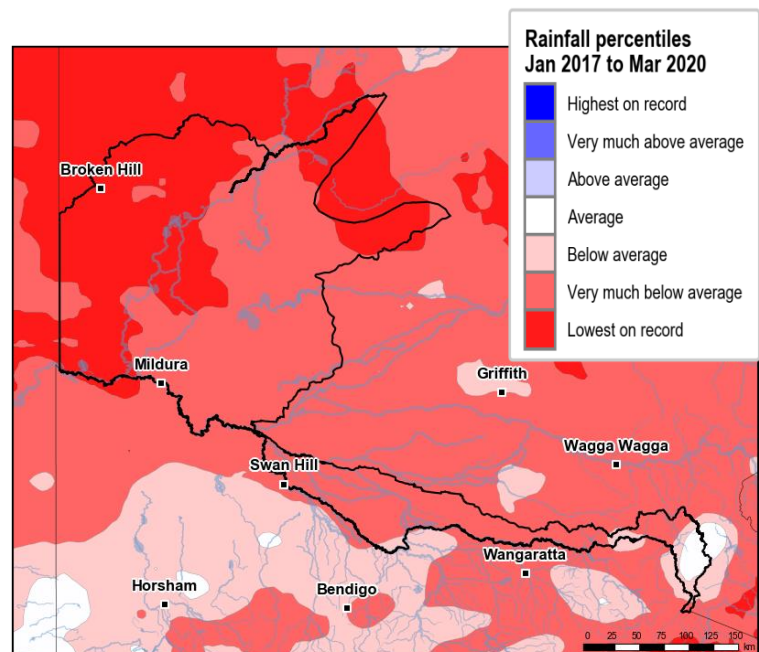 Rainfall percentiles
Jan 2017 to Mar 2020
Highest on record
Very much above average
Above average
Average
Below average
Very much below average
Lowest on record
Broken Hill
Mildura
Griffith
Wagga Wagga
Swan Hill
Wangaratta
Horsham
Bendigo
0 25 50 75 100 125 150
km